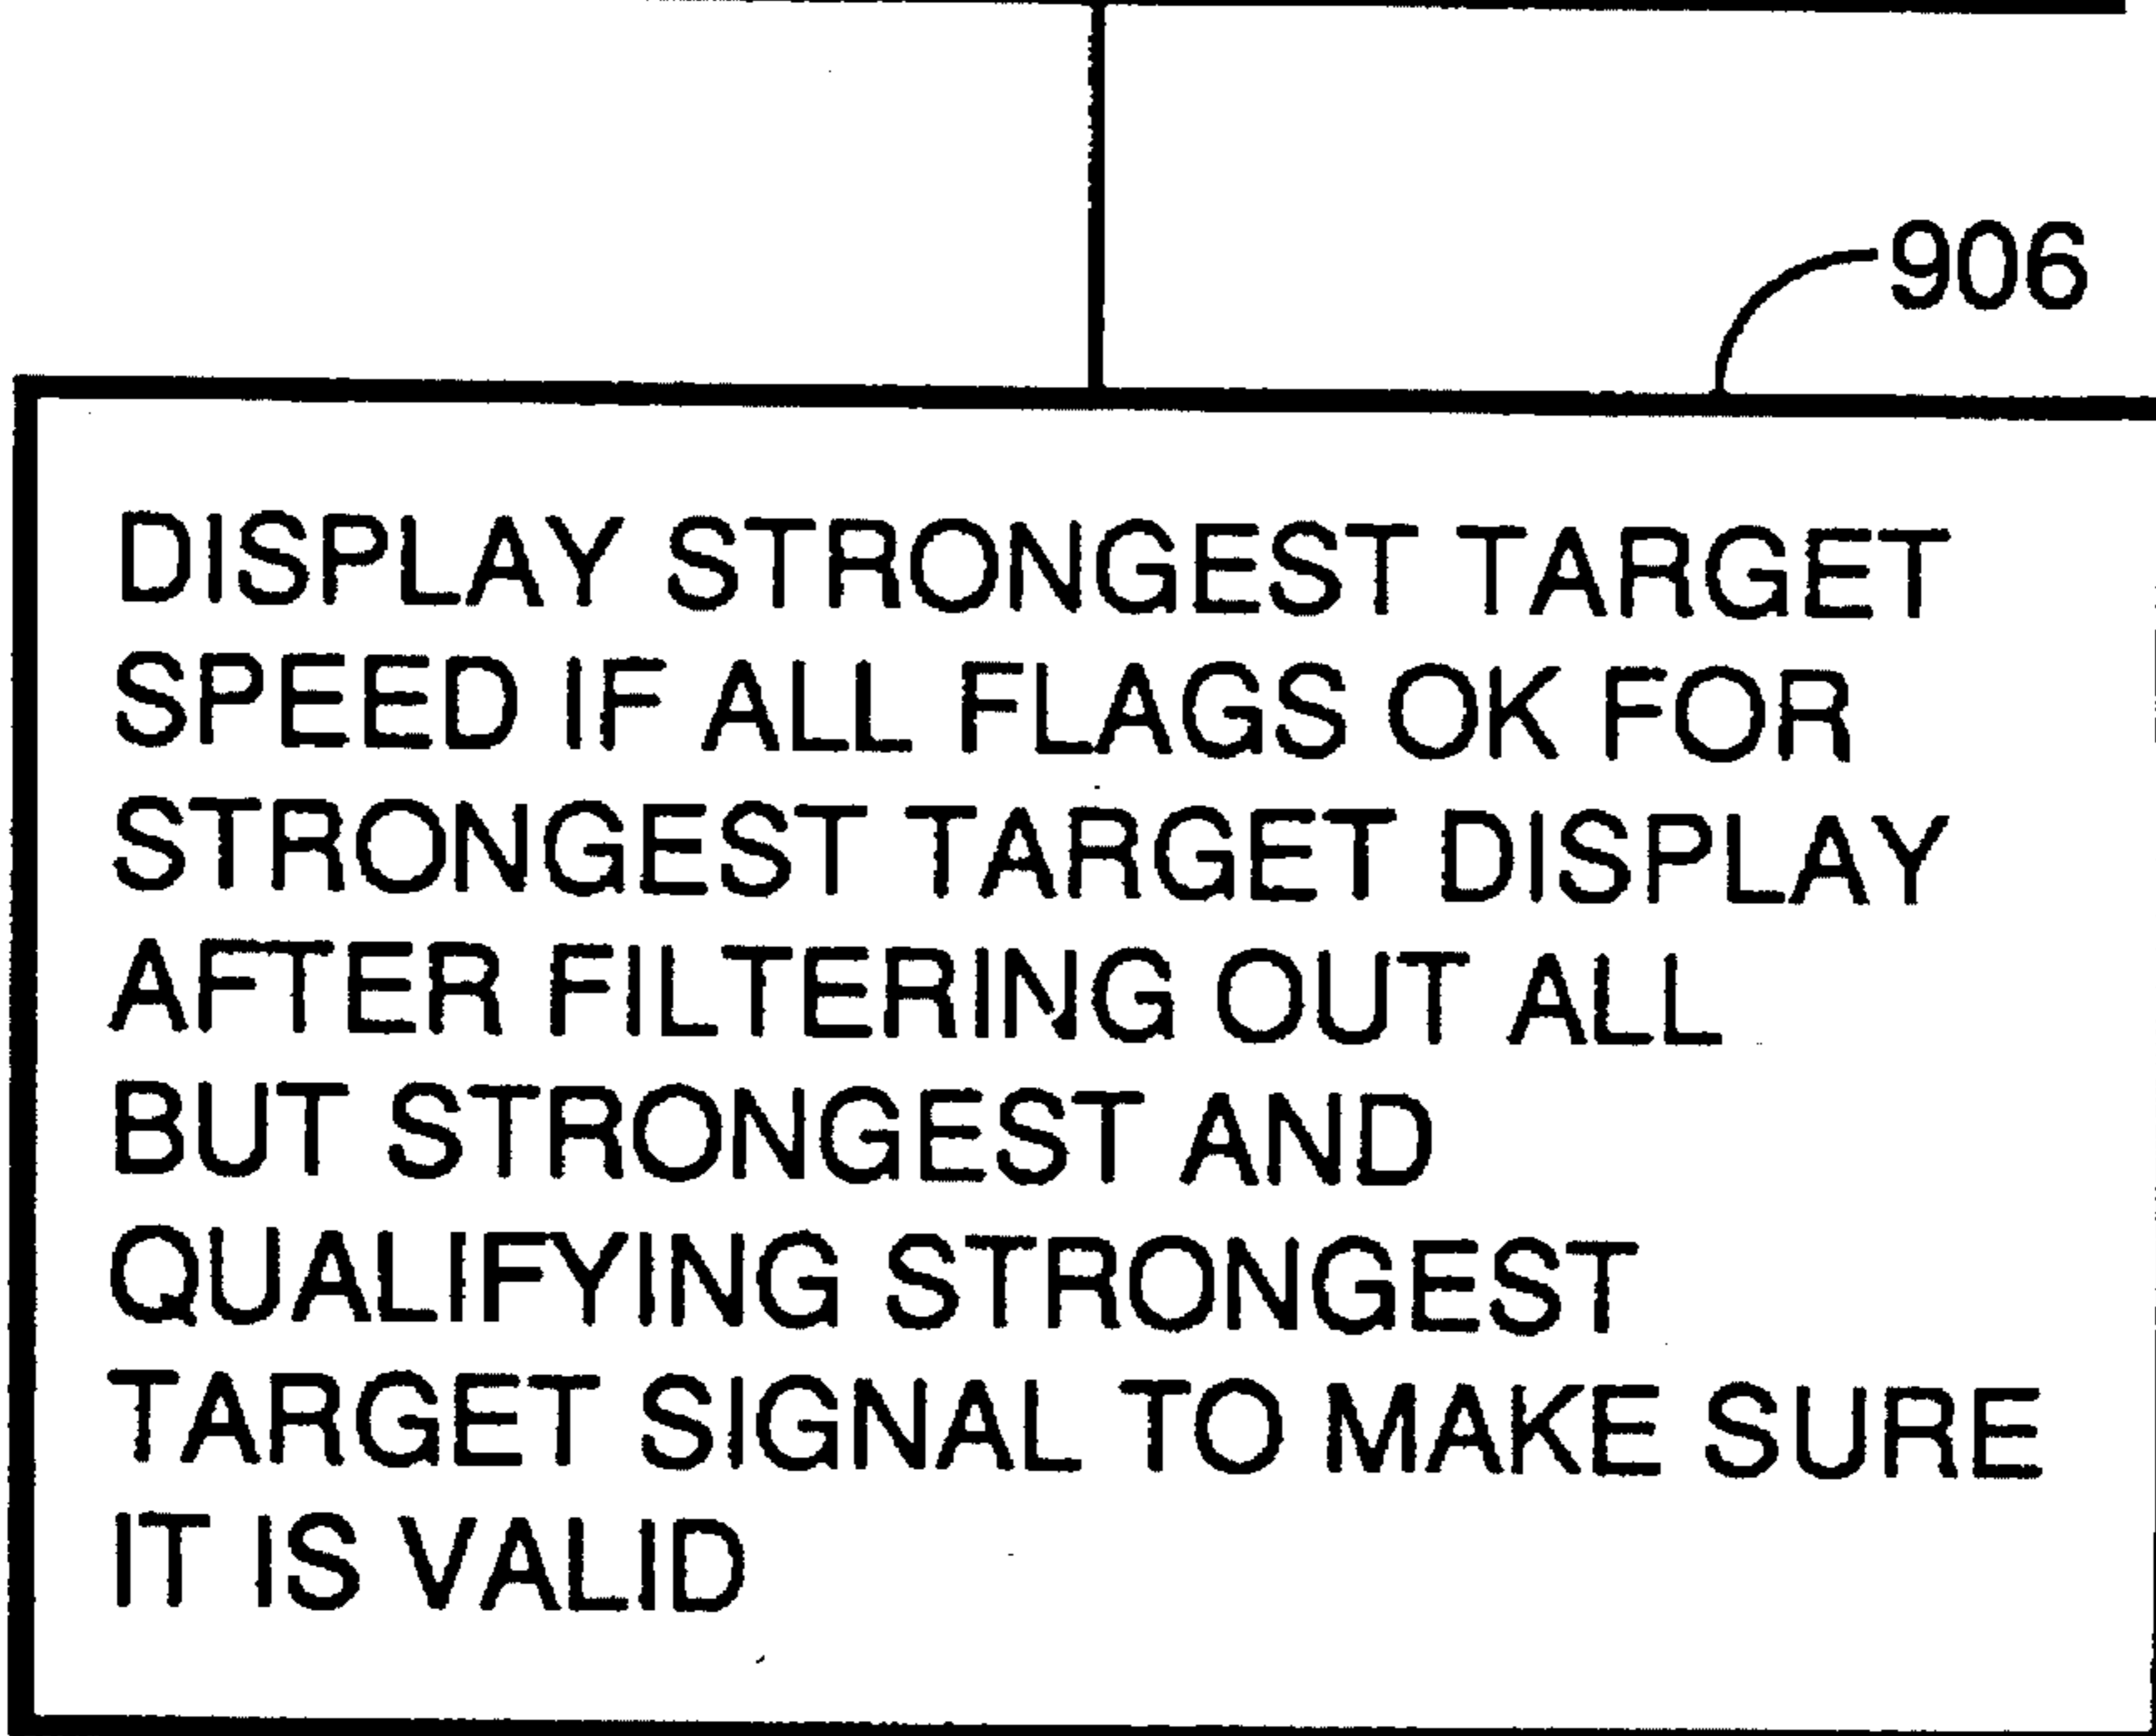 906
DISPLAY STRONGEST TARGET
SPEED IF ALL FLAGS OK FOR
STRONGEST TARGET DISPLAY
AFTER FILTERING OUT ALL
BUT STRONGEST AND
QUALIFYING STRONGEST
TARGET SIGNAL TO MAKE SURE
IT IS VALID